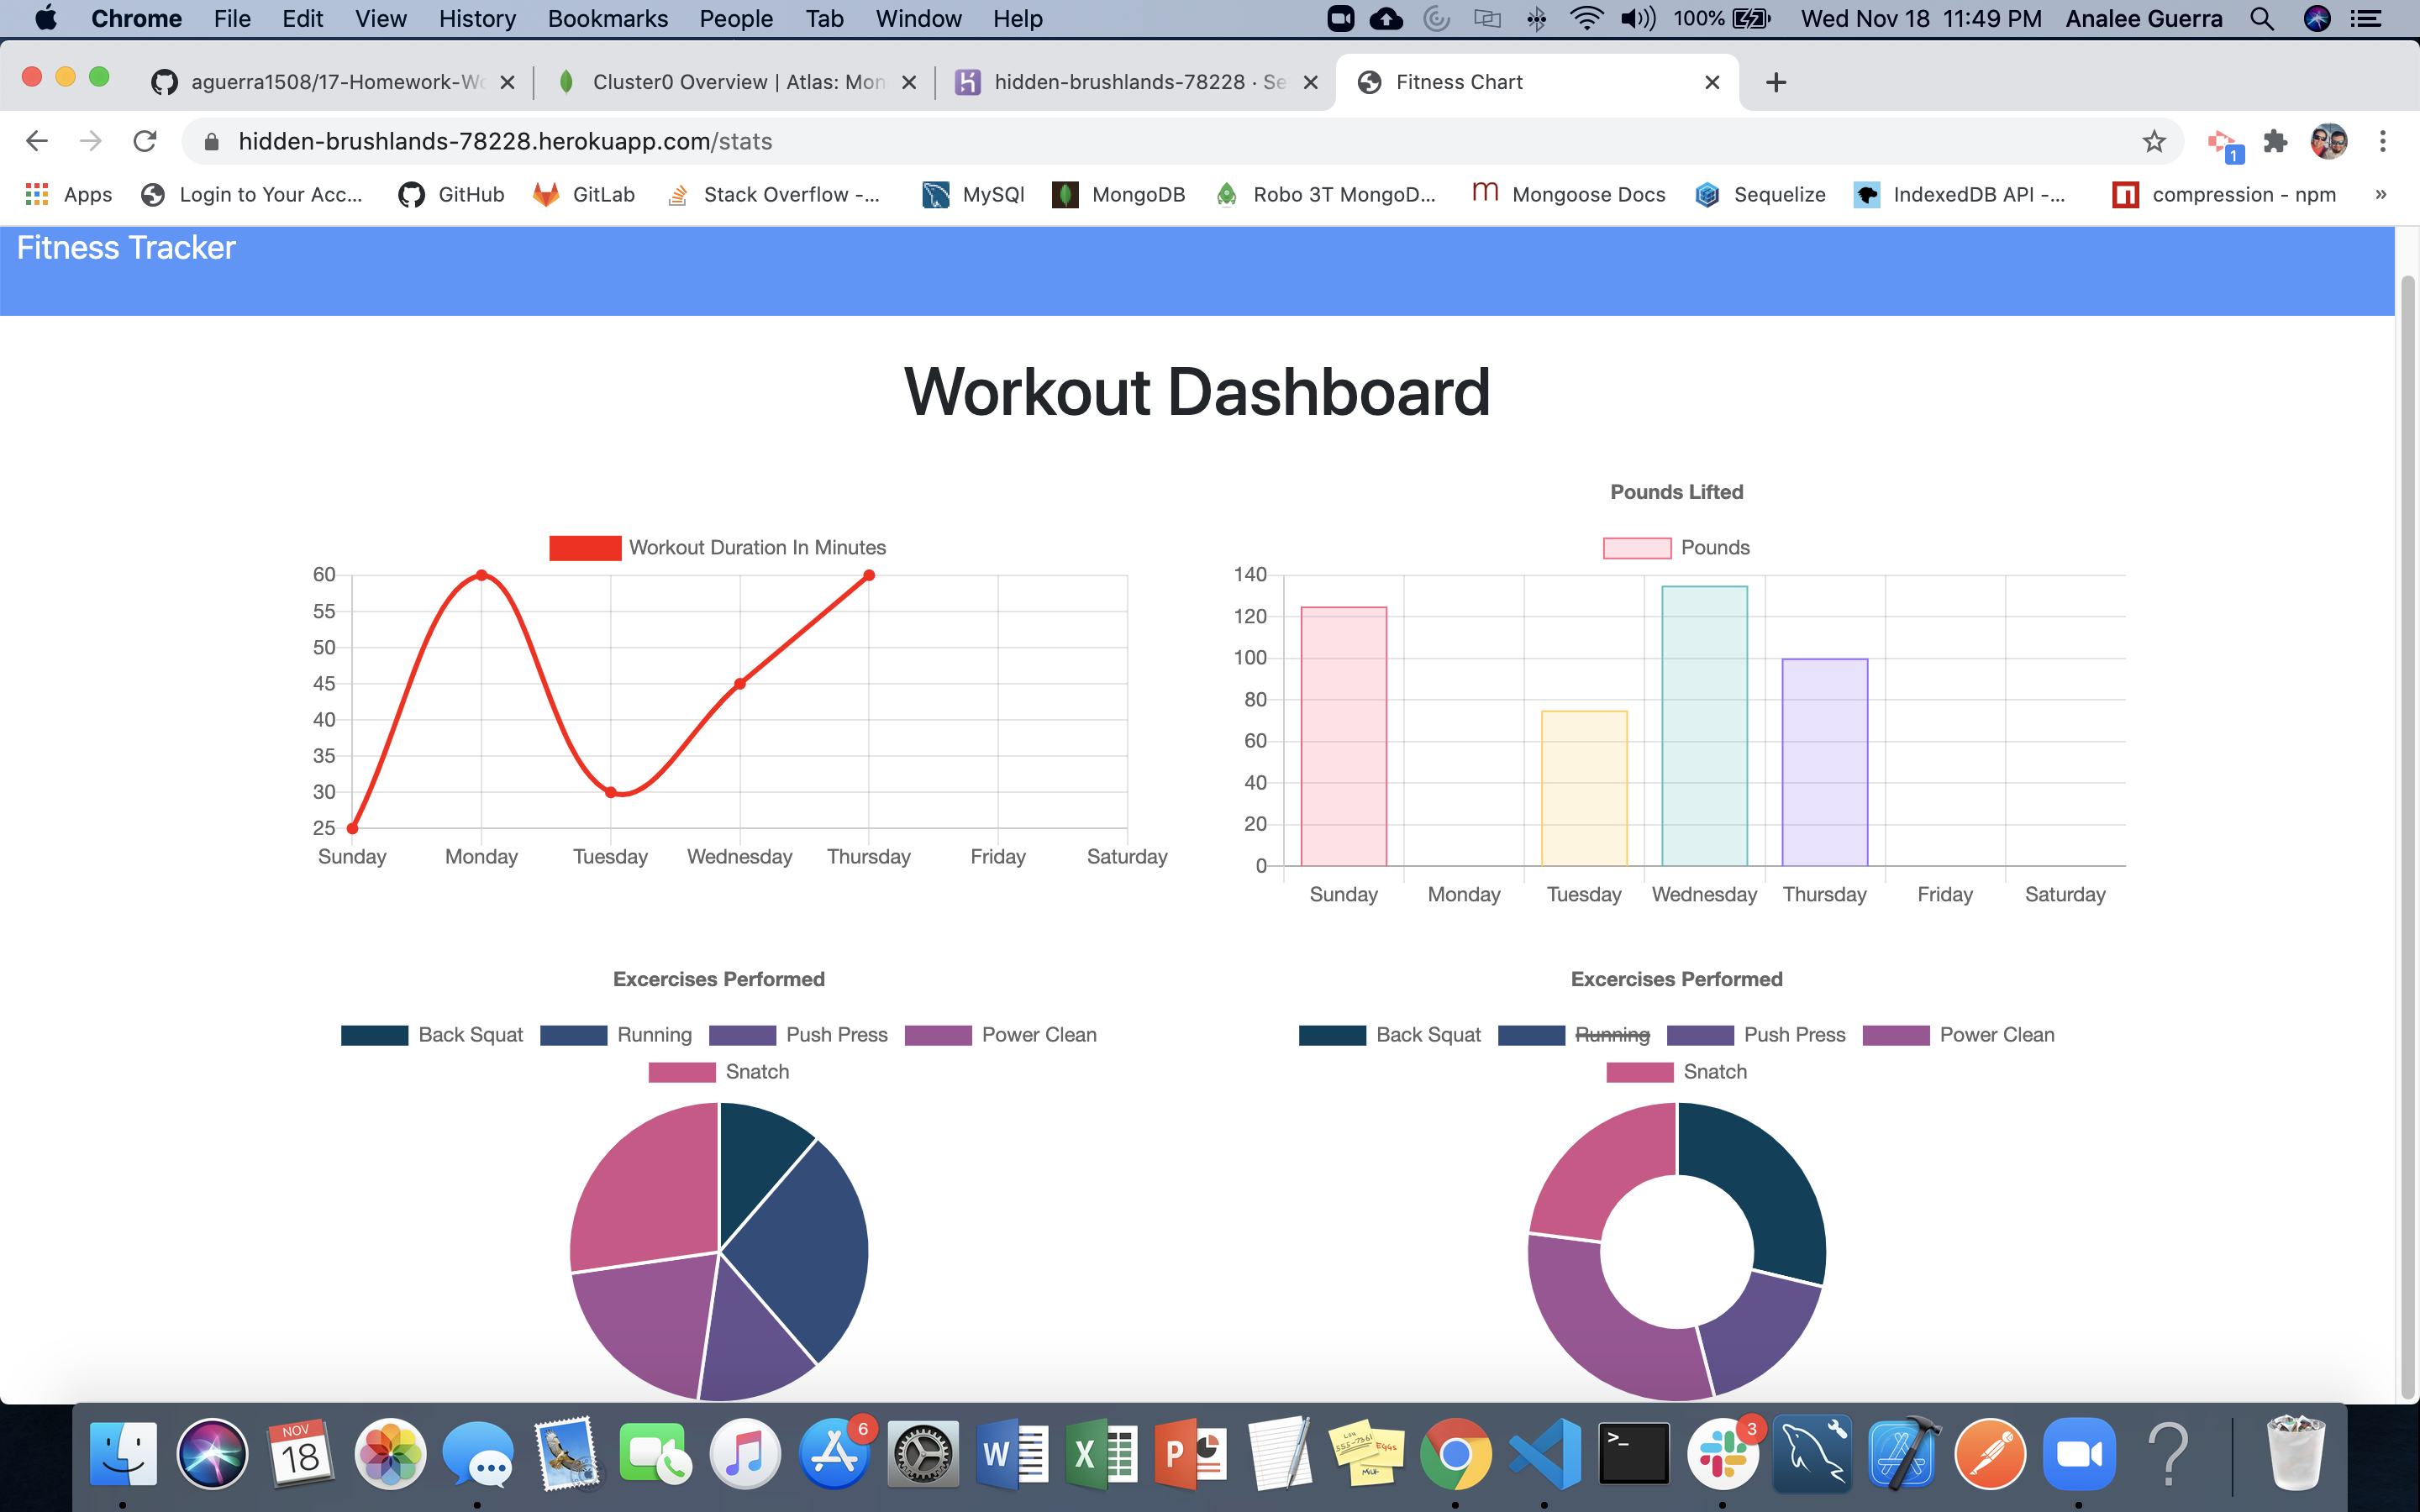 Chrome File Edit View History Bookmarks People Tab Window Help 100% Wed Nov 18 11:49 PM Analee Guerra
aguerra1508/17-Homework-Wo Cluster0 Overview | Atlas: Mon hidden-brushlands-78228 · Se Fitness Chart
hidden-brushlands-78228.herokuapp.com/stats 1
Apps Login to Your Acc... GitHub GitLab Stack Overflow -... MySQl MongoDB Robo 3T MongoD... Mongoose Docs Sequelize IndexedDB API -... compression - npm »
Fitness Tracker
Workout Dashboard
Workout Duration In Minutes
60
55
50
45
40
35
30
25
Sunday Monday Tuesday Wednesday Thursday Friday Saturday
Pounds Lifted
Pounds
140
120
100
80
60
40
20
0
Sunday Monday Tuesday Wednesday Thursday Friday Saturday
Excercises Performed
Back Squat Running Push Press Power Clean
Snatch
Excercises Performed
Back Squat Running Push Press Power Clean
Snatch
NOV
18
6
W
X
P
EGGS
MILK
>_
3
?